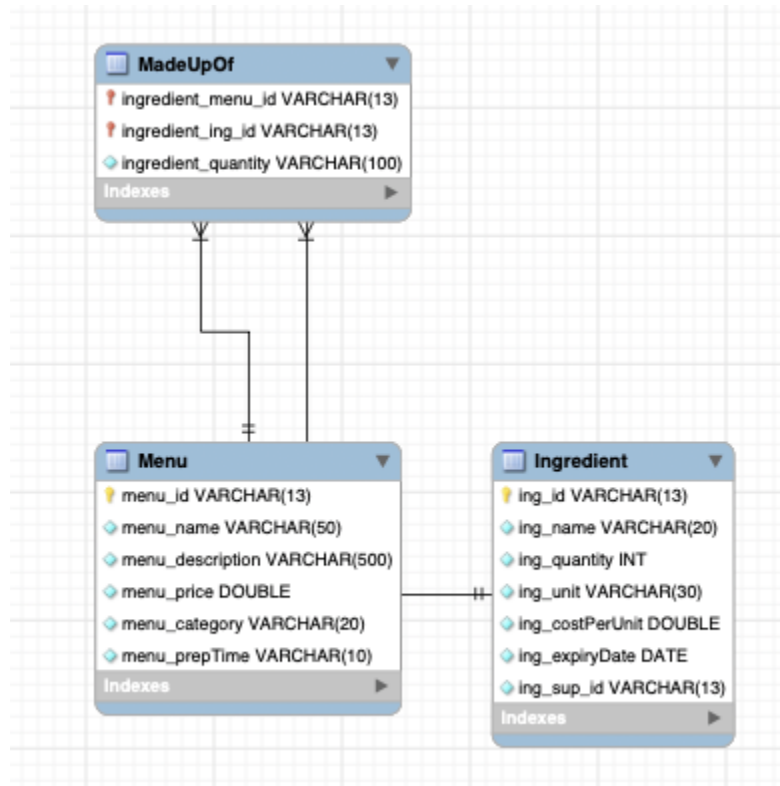 MadeUpOf
ingredient_menu_id VARCHAR(13)
ingredient_ing_id VARCHAR(13)
ingredient_quantity VARCHAR(100)
Indexes
Menu
menu_id VARCHAR(13)
menu_name VARCHAR(50)
menu_description VARCHAR(500)
menu_price DOUBLE
menu_category VARCHAR(20)
menu_prepTime VARCHAR(10)
Indexes
Ingredient
ing_id VARCHAR(13)
ing_name VARCHAR(20)
ing_quantity INT
ing_unit VARCHAR(30)
ing_costPerUnit DOUBLE
ing_expiryDate DATE
ing_sup_id VARCHAR(13)
Indexes